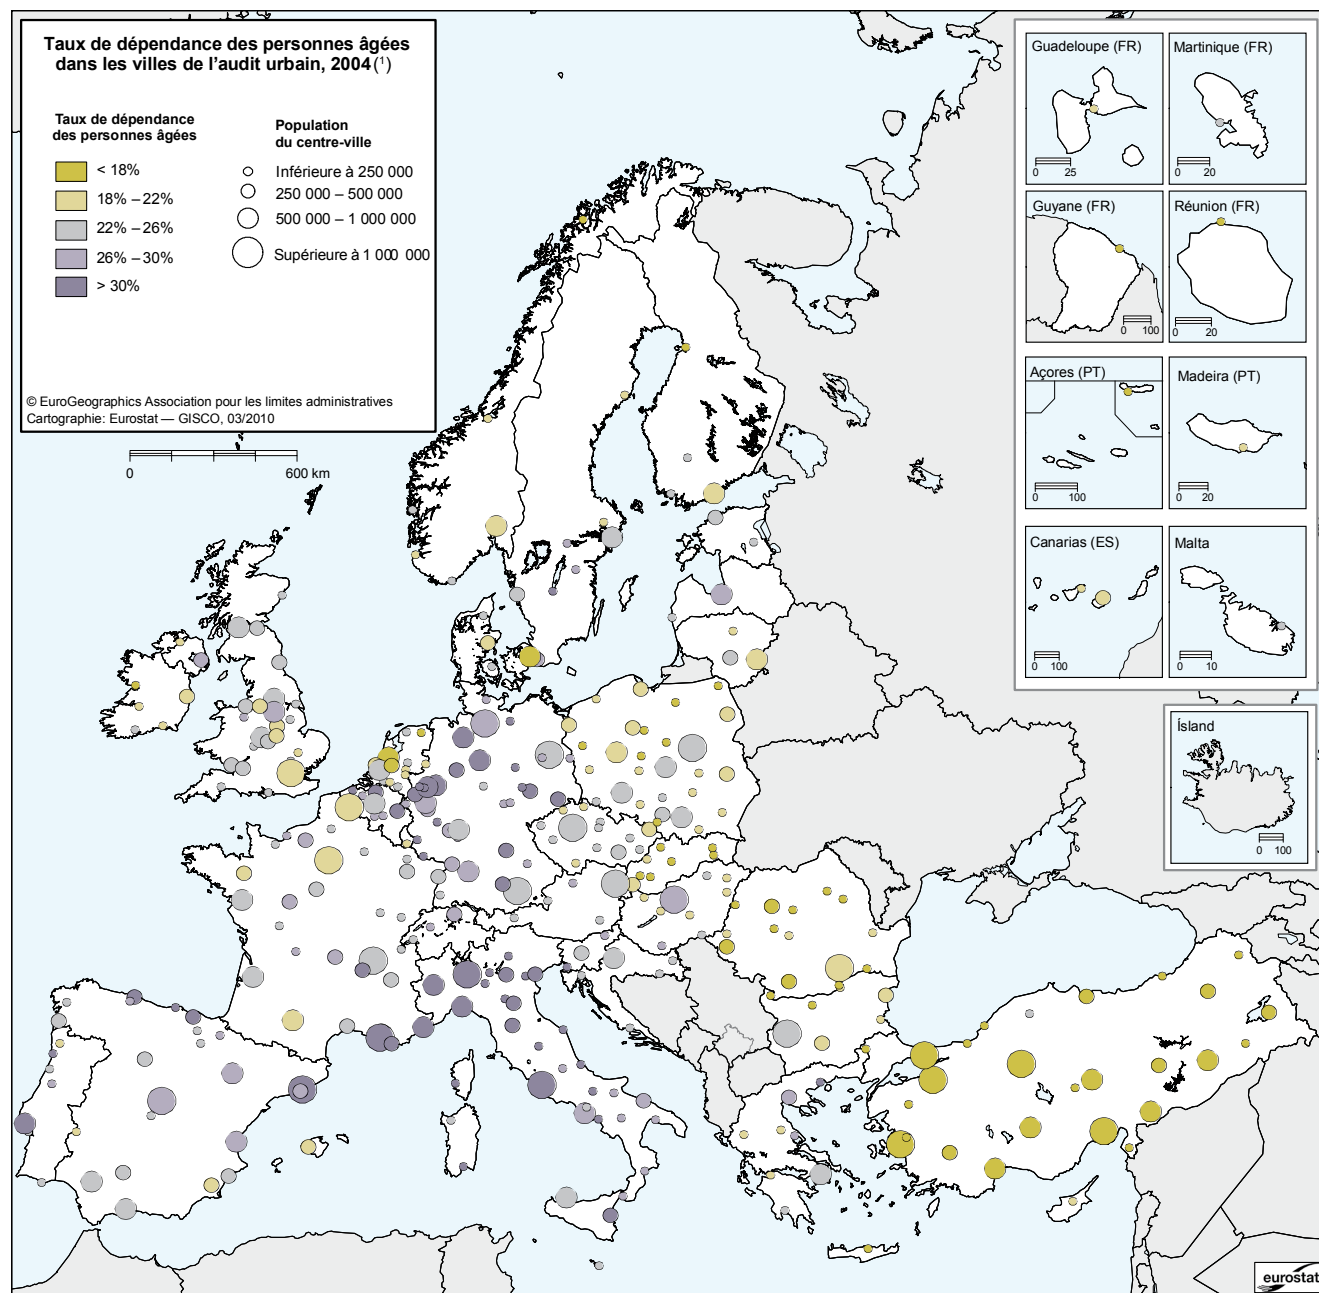 Taux de dépendance des personnes âgées
dans les villes de l'audit urbain, 2004 (¹)
Taux de dépendance
des personnes âgées
< 18%
18% – 22%
22% – 26%
26% – 30%
> 30%
Population
du centre-ville
Inférieure à 250 000
250 000 – 500 000
500 000 – 1 000 000
Supérieure à 1 000 000
© EuroGeographics Association pour les limites administratives
Cartographie: Eurostat — GISCO, 03/2010
0 600 km
Guadeloupe (FR)
0 25
Martinique (FR)
0 20
Guyane (FR)
0 100
Réunion (FR)
0 20
Açores (PT)
0 100
Madeira (PT)
0 20
Canarias (ES)
0 100
Malta
0 10
Ísland
0 100
eurostat